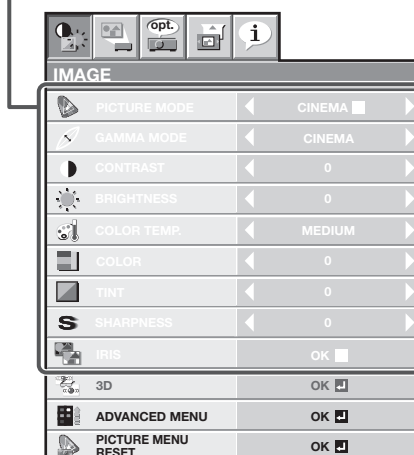 opt.
i
IMAGE
PICTURE MODE CINEMA
GAMMA MODE CINEMA
CONTRAST 0
BRIGHTNESS 0
COLOR TEMP. MEDIUM
COLOR 0
TINT 0
S SHARPNESS 0
IRIS OK
3D OK
ADVANCED MENU OK
PICTURE MENU
RESET OK